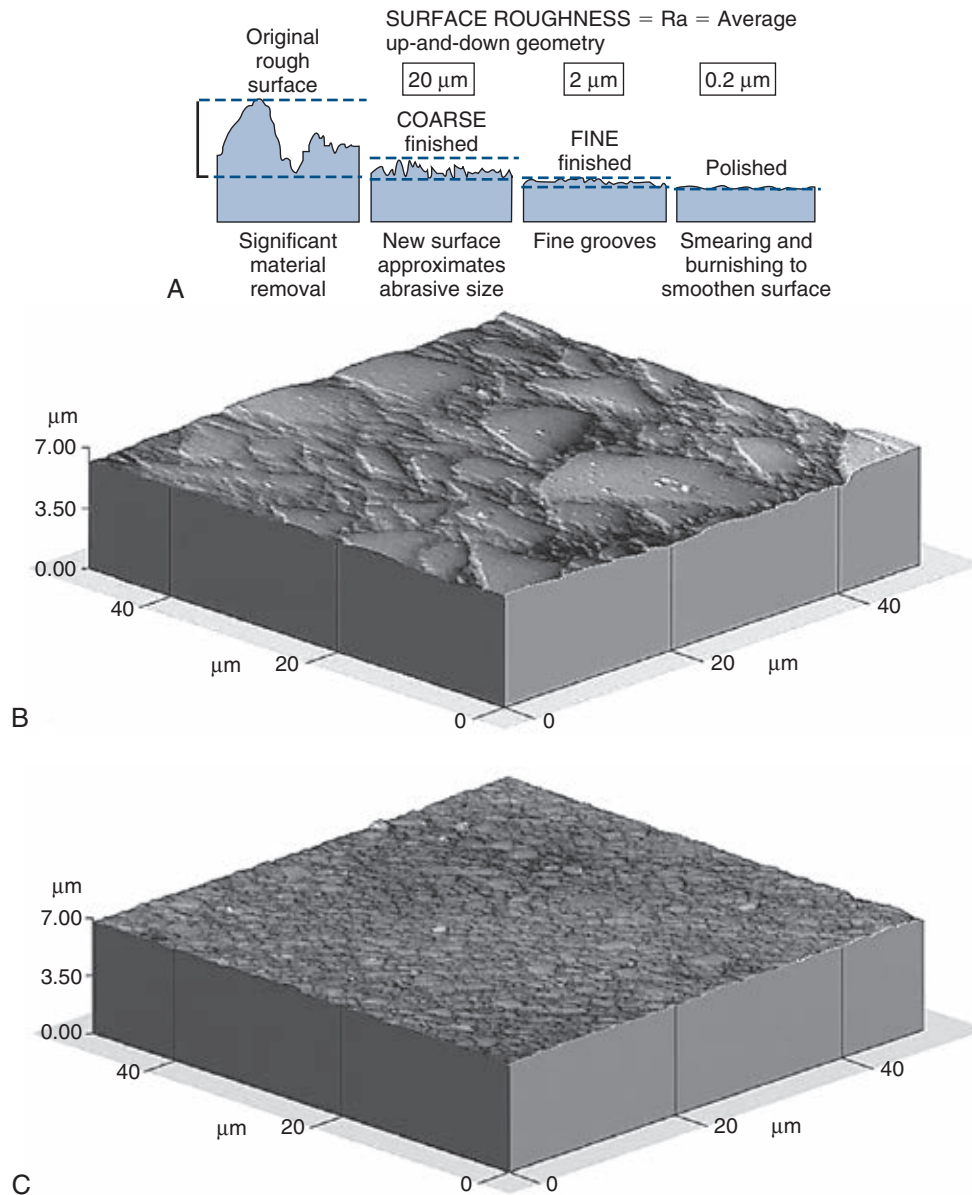 SURFACE ROUGHNESS = Ra = Average
up-and-down geometry
Original
rough
surface
20 μm
2 μm
0.2 μm
COARSE
finished
FINE
finished
Polished
Significant
material
removal
New surface
approximates
abrasive size
Fine grooves
Smearing and
burnishing to
smoothen surface
A
μm
7.00
3.50
0.00
40
μm
20
0
0
20
μm
40
B
μm
7.00
3.50
0.00
40
μm
20
0
0
20
μm
40
C